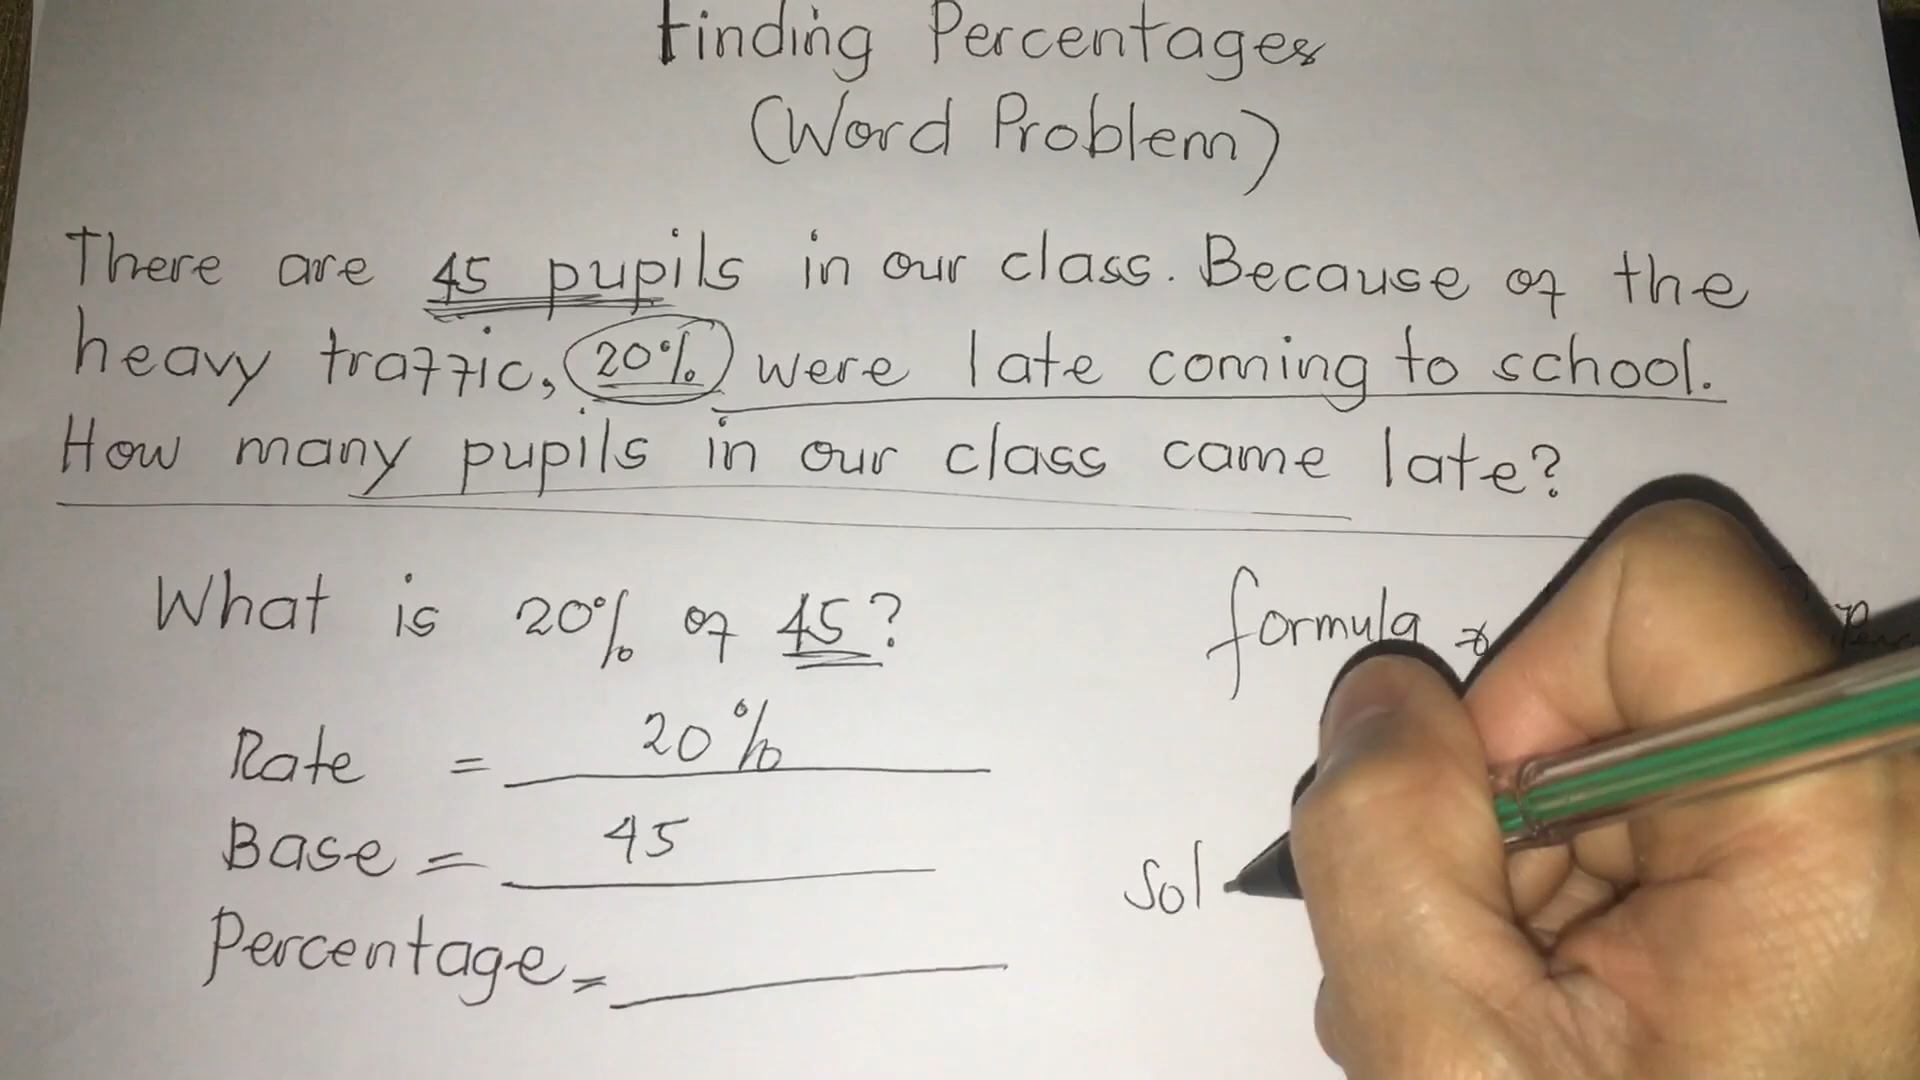 Finding Percentages
(Word Problem)
There are 45 pupils in our class. Because of the
heavy traffic, 20% were late coming to school.
How many pupils in our class came late?
What is 20% of 45?
formula
Rate = 20%
Base = 45
Sol
Percentage =